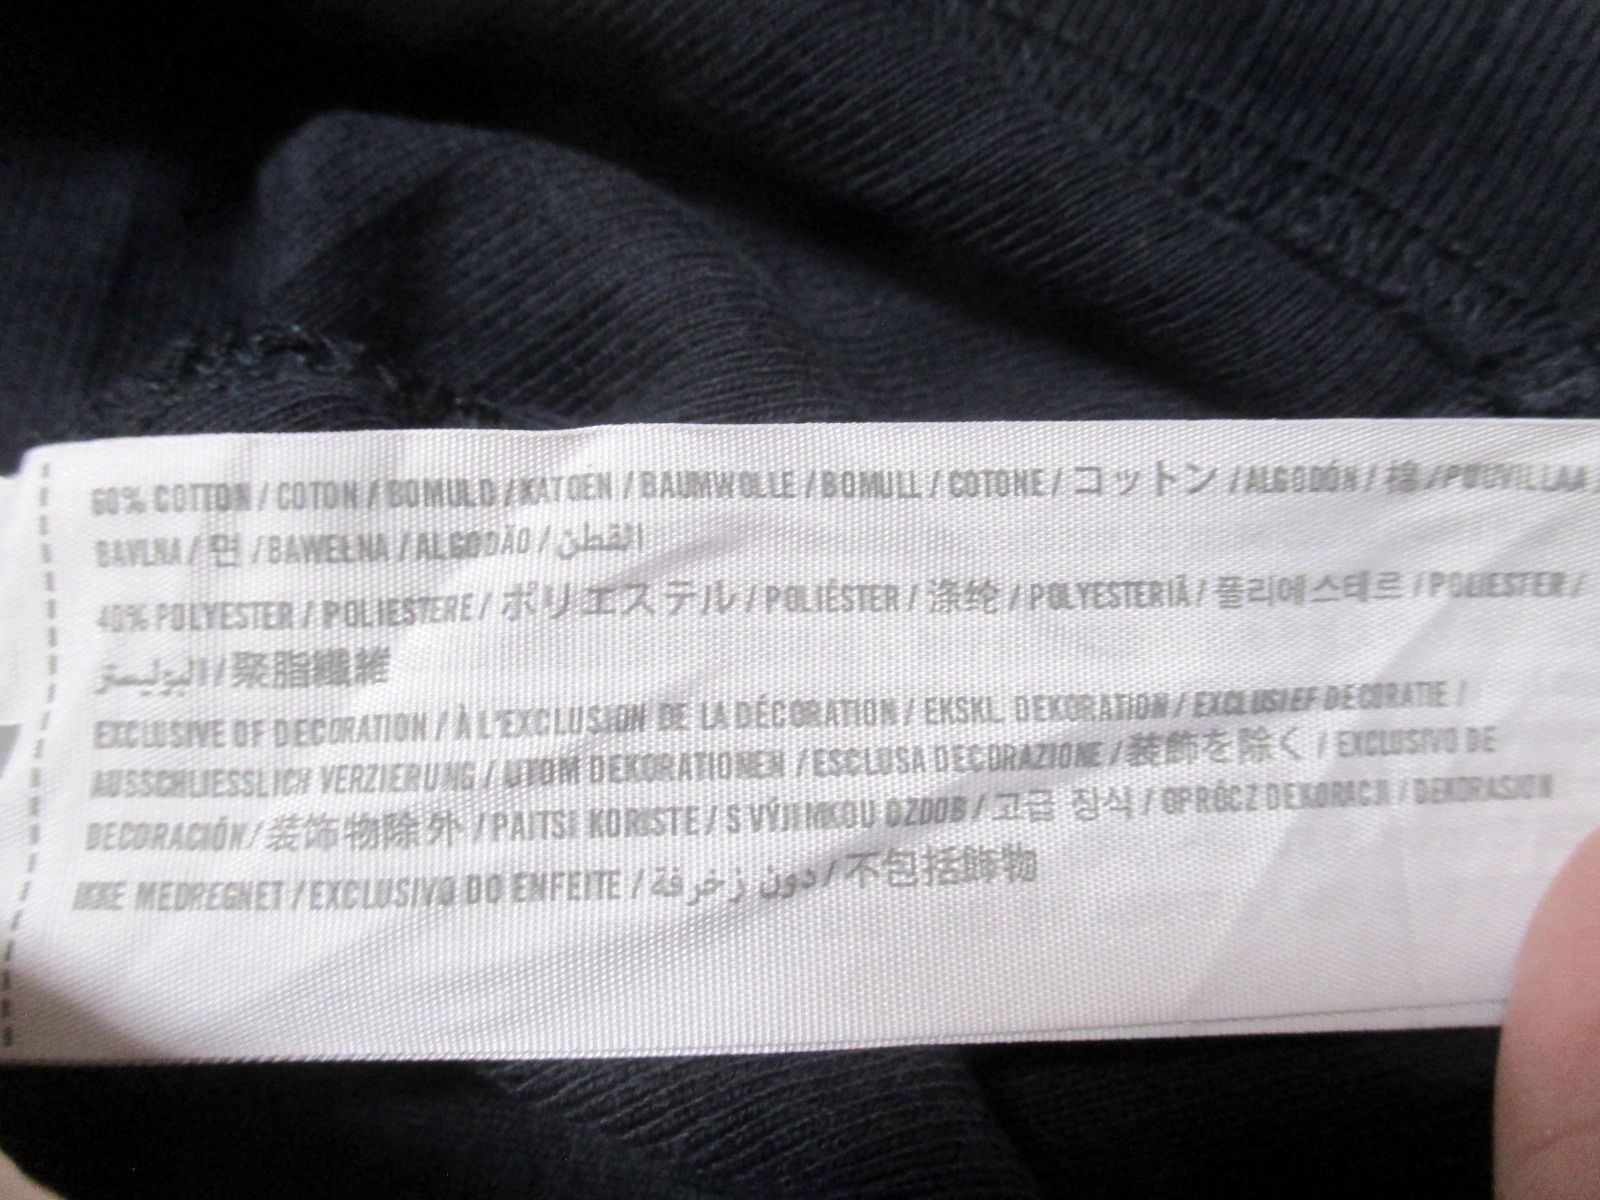 60% COTTON / COTON / BOMULD / KATOEN / BAUMWOLLE / BOMULL / COTONE / コットン / ALGODÓN / 棉 / PUUVILLAA
BAVLNA / 면 / BAWEŁNA / ALGODÃO / القطن
40% POLYESTER / POLIESTERE / ポリエステル / POLIÉSTER / 涤纶 / POLYESTERIÄ / 폴리에스테르 / POLIESTER /
البوليستر / 聚脂纖維
EXCLUSIVE OF DECORATION / À L'EXCLUSION DE LA DÉCORATION / EKSKL. DEKORATION / EXCLUSIEF DECORATIE /
AUSSCHLIESSLICH VERZIERUNG / UTOM DEKORATIONEN / ESCLUSA DECORAZIONE / 装飾を除く / EXCLUSIVO DE
DECORACIÓN / 装饰物除外 / PAITSI KORISTE / S VÝJIMKOU OZDOB / 고급 장식 / OPRÓCZ DEKORACJI / DEKORASJON
IKKE MEDREGNET / EXCLUSIVO DO ENFEITE / دون زخرفة / 不包括飾物